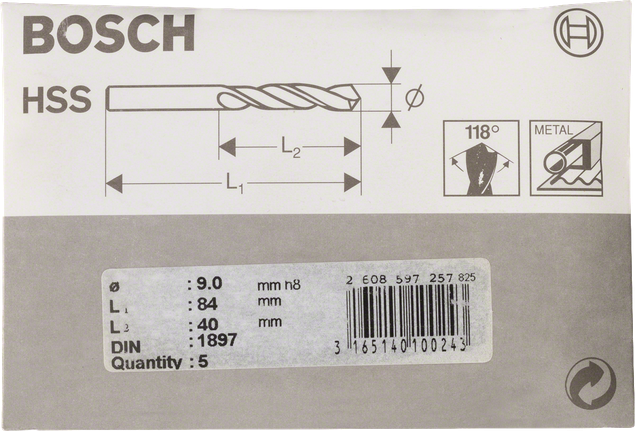 BOSCH
HSS
Ø
L2
L1
118°
METAL
ø : 9.0 mm h8
L1 : 84 mm
L2 : 40 mm
DIN : 1897
Quantity : 5
2 608 597 257 825
3 165140 100243